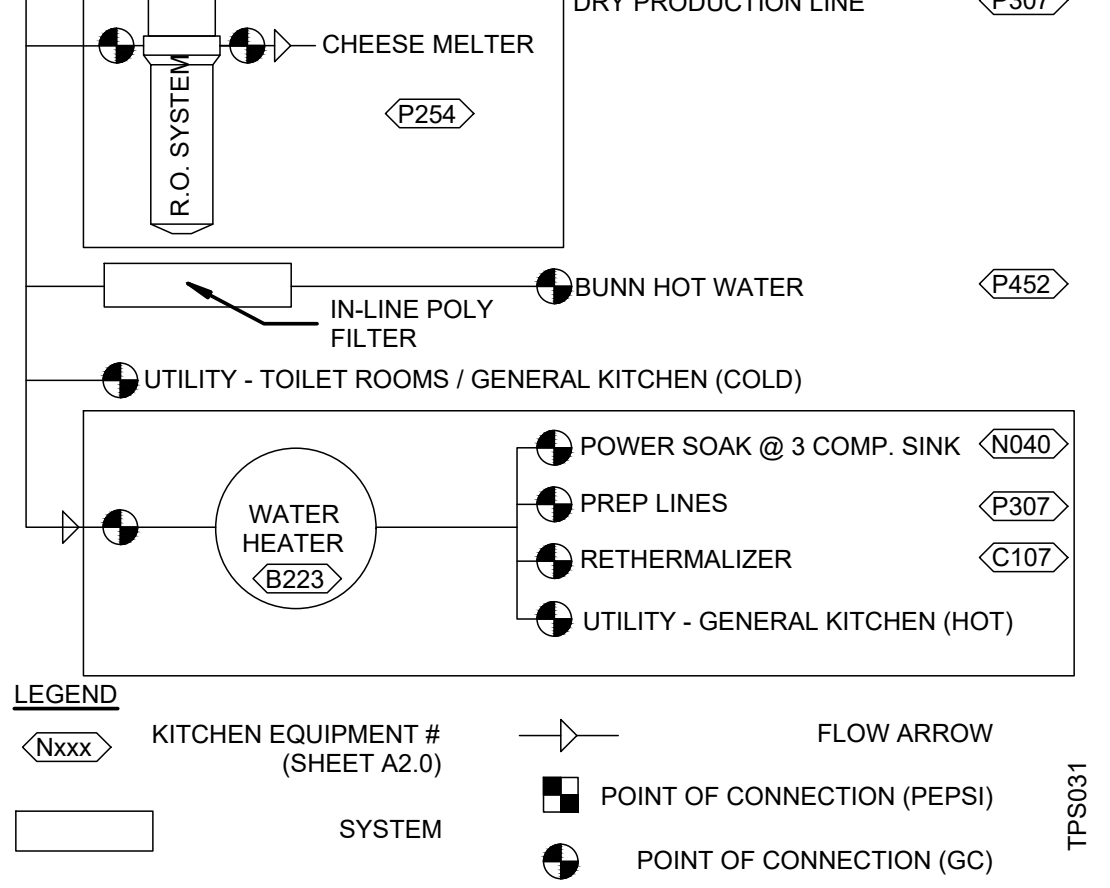 DRY PRODUCTION LINE
P307
CHEESE MELTER
R.O. SYSTEM
P254
BUNN HOT WATER
P452
IN-LINE POLY
FILTER
UTILITY - TOILET ROOMS / GENERAL KITCHEN (COLD)
POWER SOAK @ 3 COMP. SINK
N040
PREP LINES
P307
WATER
HEATER
B223
RETHERMALIZER
C107
UTILITY - GENERAL KITCHEN (HOT)
LEGEND
Nxxx
KITCHEN EQUIPMENT #
(SHEET A2.0)
FLOW ARROW
POINT OF CONNECTION (PEPSI)
SYSTEM
POINT OF CONNECTION (GC)
TPS031